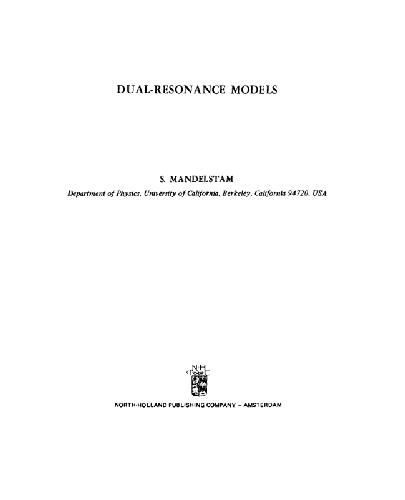 DUAL-RESONANCE MODELS
S. MANDELSTAM
Department of Physics, University of California, Berkeley, California 94720, USA
NORTH-HOLLAND PUBLISHING COMPANY – AMSTERDAM